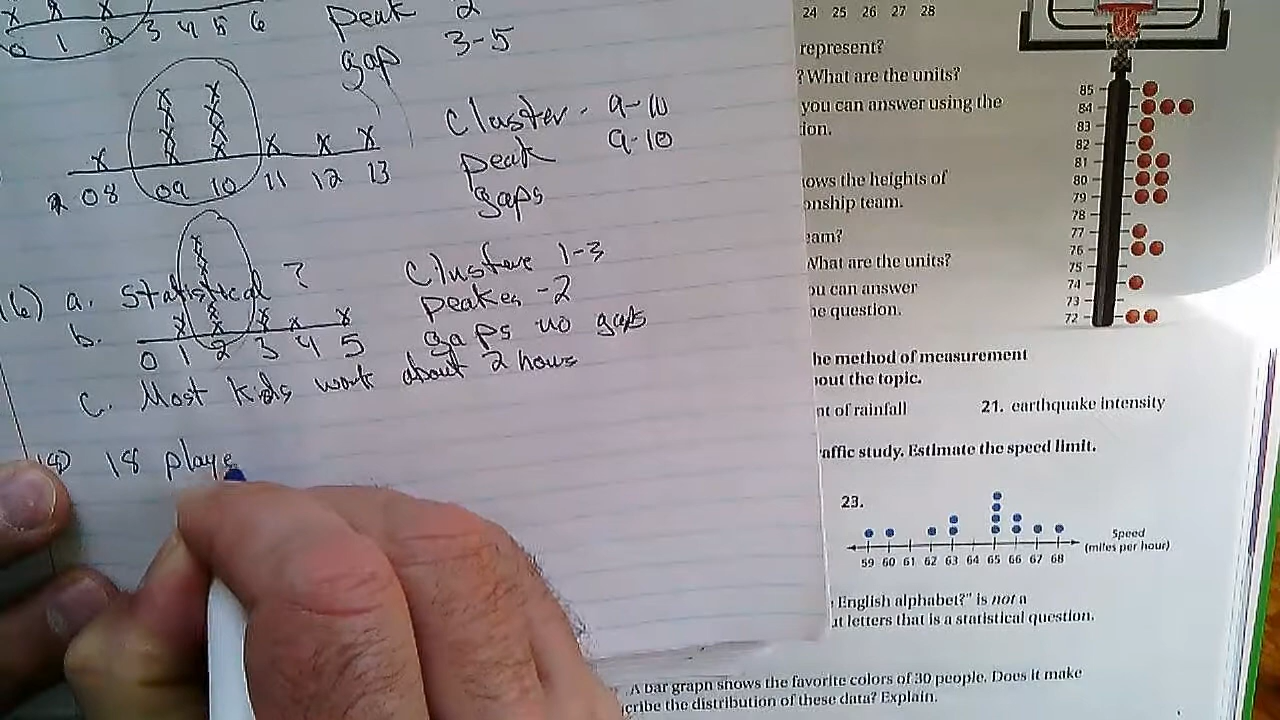 0 1 2 3 4 5 6
peak 2
gap 3-5
Cluster - 9-10
peak 9-10
gaps
08 09 10 11 12 13
16) a. Statistical ?
b.
0 1 2 3 4 5
Clusters 1-3
peakes - 2
gaps no gaps
c. Most kids work about 2 hours
18) 18 playe
24 25 26 27 28
represent?
? What are the units?
you can answer using the
ion.
ows the heights of
onship team.
eam?
What are the units?
ou can answer
he question.
85
84
83
82
81
80
79
78
77
76
75
74
73
72
he method of measurement
out the topic.
nt of rainfall
21. earthquake intensity
affic study. Estimate the speed limit.
23.
59 60 61 62 63 64 65 66 67 68
Speed
(miles per hour)
English alphabet?" is not a
ut letters that is a statistical question.
A bar graph shows the favorite colors of 30 people. Does it make
cribe the distribution of these data? Explain.